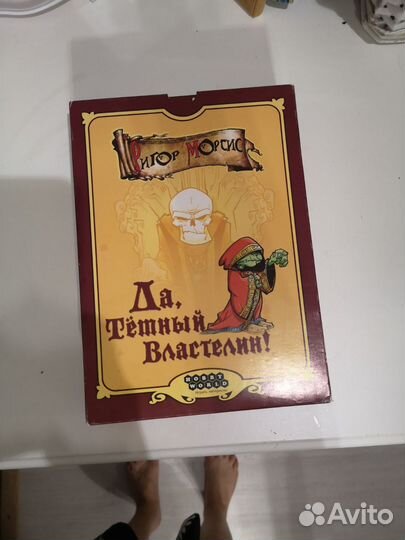 Ригор Мортис
Да,
Тёмный
Властелин!
HOBBY
WORLD
Avito